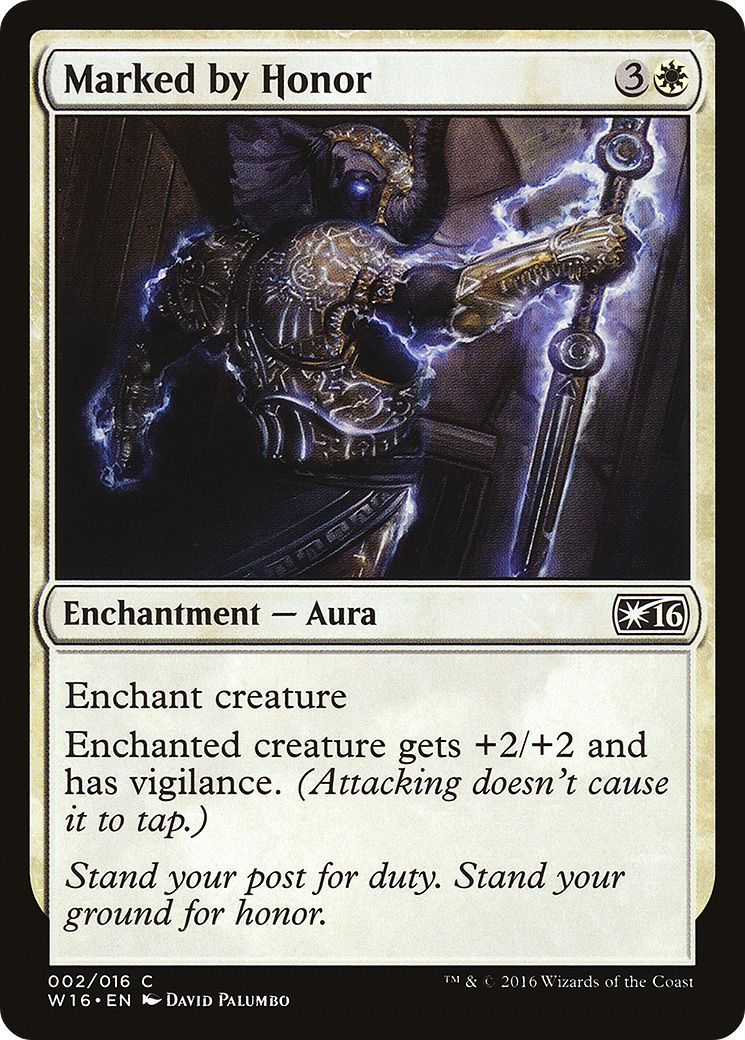 Marked by Honor 3
Enchantment — Aura
16
Enchant creature
Enchanted creature gets +2/+2 and
has vigilance. (Attacking doesn't cause
it to tap.)
Stand your post for duty. Stand your
ground for honor.
002/016 C
™ & © 2016 Wizards of the Coast
W16 • EN David Palumbo